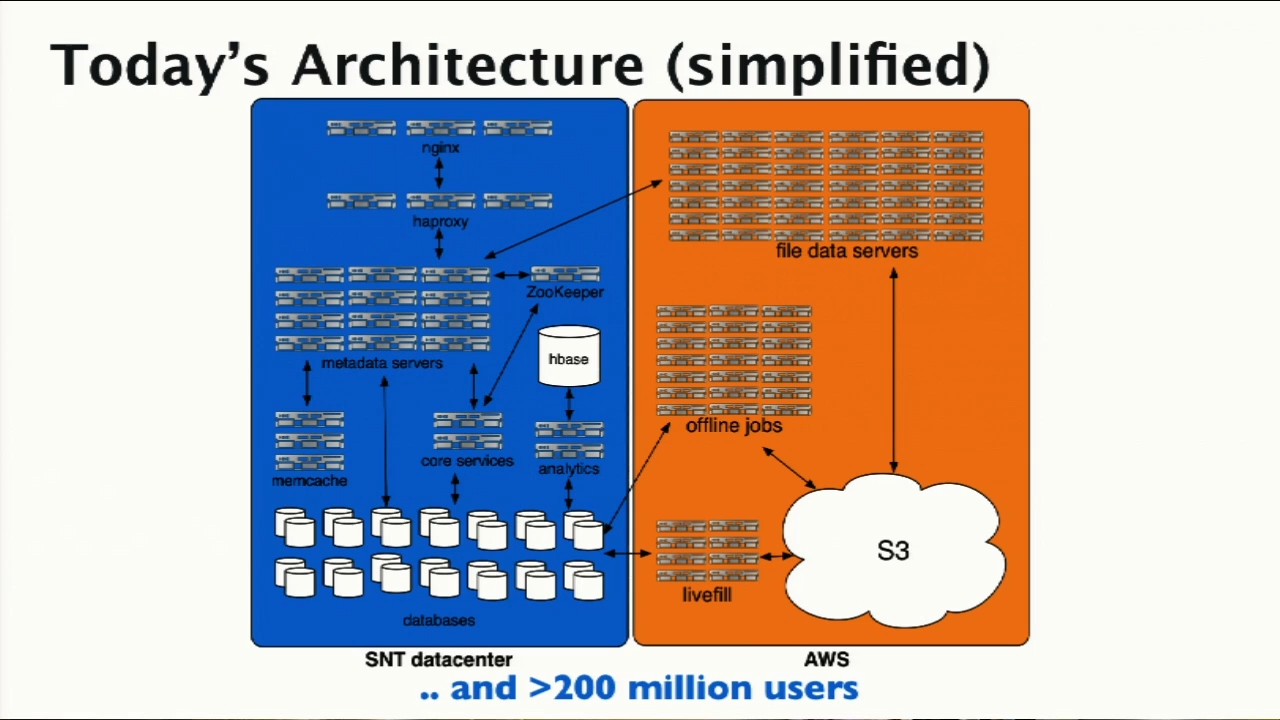 Today's Architecture (simplified)
nginx
haproxy
ZooKeeper
metadata servers
hbase
core services
analytics
memcache
databases
SNT datacenter
file data servers
offline jobs
S3
livefill
AWS
.. and >200 million users